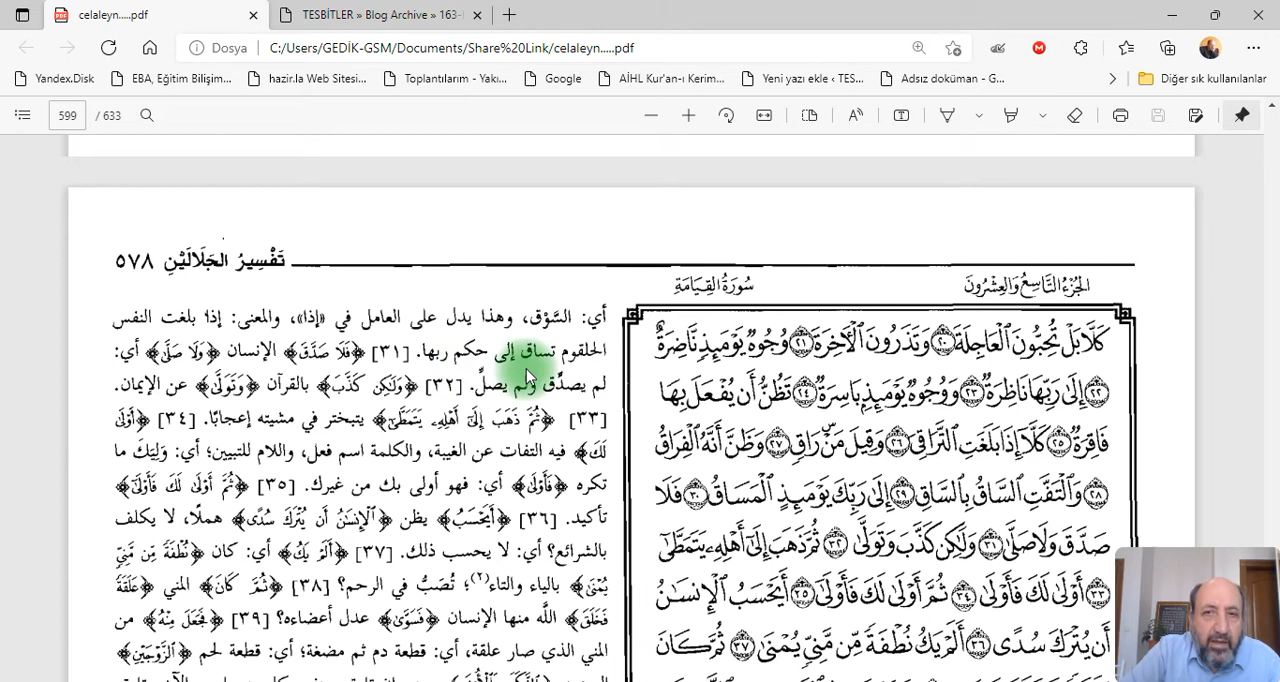 celaleyn.....pdf
TESBİTLER » Blog Archive » 163-
Dosya
C:/Users/GEDİK-GSM/Documents/Share%20Link/celaleyn.....pdf
Yandex.Disk
EBA, Eğitim Bilişim...
hazir.la Web Sitesi...
Toplantılarım - Yakı...
Google
AİHL Kur'an-ı Kerim...
Yeni yazı ekle ‹ TES...
Adsız doküman - G...
Diğer sık kullanılanlar
599 / 633
تَفْسِيرُ الجَلَالَيْنِ ٥٧٨
الجُزْءُ التَّاسِعُ وَالعِشْرُونَ
سُورَةُ القِيَامَةِ
كَلَّا بَلْ تُحِبُّونَ ٱلْعَاجِلَةَ ٢٠ وَتَذَرُونَ ٱلْأَخِرَةَ ٢١ وُجُوهٌ يَوْمَئِذٍ نَّاضِرَةٌ
٢٢ إِلَىٰ رَبِّهَا نَاظِرَةٌ ٢٣ وَوُجُوهٌ يَوْمَئِذٍ بَاسِرَةٌ ٢٤ تَظُنُّ أَن يُفْعَلَ بِهَا
فَاقِرَةٌ ٢٥ كَلَّا إِذَا بَلَغَتِ ٱلتَّرَاقِيَ ٢٦ وَقِيلَ مَنْ رَاقٍ ٢٧ وَظَنَّ أَنَّهُ ٱلْفِرَاقُ
٢٨ وَٱلْتَفَّتِ ٱلسَّاقُ بِٱلسَّاقِ ٢٩ إِلَىٰ رَبِّكَ يَوْمَئِذٍ ٱلْمَسَاقُ ٣٠ فَلَا
صَدَّقَ وَلَا صَلَّىٰ ٣١ وَلَٰكِن كَذَّبَ وَتَوَلَّىٰ ٣٢ ثُمَّ ذَهَبَ إِلَىٰ أَهْلِهِۦ يَتَمَطَّىٰٓ
٣٣ أَوْلَىٰ لَكَ فَأَوْلَىٰ ٣٤ ثُمَّ أَوْلَىٰ لَكَ فَأَوْلَىٰٓ ٣٥ أَيَحْسَبُ ٱلْإِنسَٰنُ
أَن يُتْرَكَ سُدًى ٣٦ أَلَمْ يَكُ نُطْفَةً مِّن مَّنِيٍّ يُمْنَىٰ ٣٧ ثُمَّ كَانَ
أي: السَّوْق، وهذا يدل على العامل في «إذا»، والمعنى: إذا بلغت النفس
الحلقوم تساق إلى حكم ربها. [٣١] ﴿فَلَا صَدَّقَ﴾ الإنسان ﴿وَلَا صَلَّىٰ﴾ أي:
لم يصدِّق ولم يصلِّ. [٣٢] ﴿وَلَٰكِن كَذَّبَ﴾ بالقرآن ﴿وَتَوَلَّىٰ﴾ عن الإيمان.
[٣٣] ﴿ثُمَّ ذَهَبَ إِلَىٰٓ أَهْلِهِۦ يَتَمَطَّىٰٓ﴾ يتبختر في مشيته إعجابًا. [٣٤] ﴿أَوْلَىٰ
لَكَ﴾ فيه التفات عن الغيبة، والكلمة اسم فعل، واللام للتبيين؛ أي: وَلِيَكَ ما
تكره ﴿فَأَوْلَىٰ﴾ أي: فهو أولى بك من غيرك. [٣٥] ﴿ثُمَّ أَوْلَىٰ لَكَ فَأَوْلَىٰٓ﴾
تأكيد. [٣٦] ﴿أَيَحْسَبُ﴾ يظن ﴿ٱلْإِنسَٰنُ أَن يُتْرَكَ سُدًى﴾ هملًا، لا يكلف
بالشرائع؟ أي: لا يحسب ذلك. [٣٧] ﴿أَلَمْ يَكُ﴾ أي: كان ﴿نُطْفَةً مِّن مَّنِيٍّ
يُمْنَىٰ﴾ بالياء والتاء(٢)؛ تُصَبُّ في الرحم؟ [٣٨] ﴿ثُمَّ كَانَ﴾ المني ﴿عَلَقَةً
فَخَلَقَ﴾ اللَّه منها الإنسان ﴿فَسَوَّىٰ﴾ عدل أعضاءه؟ [٣٩] ﴿فَجَعَلَ مِنْهُ﴾ من
المني الذي صار علقة، أي: قطعة دم ثم مضغة؛ أي: قطعة لحم ﴿ٱلزَّوْجَيْنِ﴾